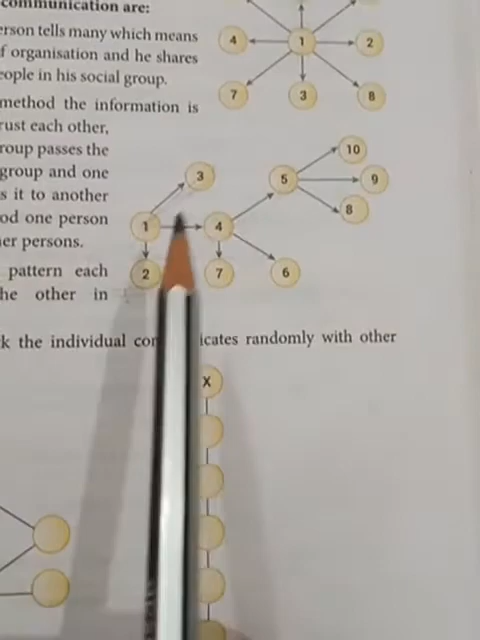 communication are:
erson tells many which means
f organisation and he shares
eople in his social group.
4 1 2
7 3 8
method the information is
rust each other,
roup passes the
group and one
s it to another
od one person
er persons.
pattern each
he other in
10
3 5 9
8
1 4
2 7 6
k the individual com icates randomly with other
X